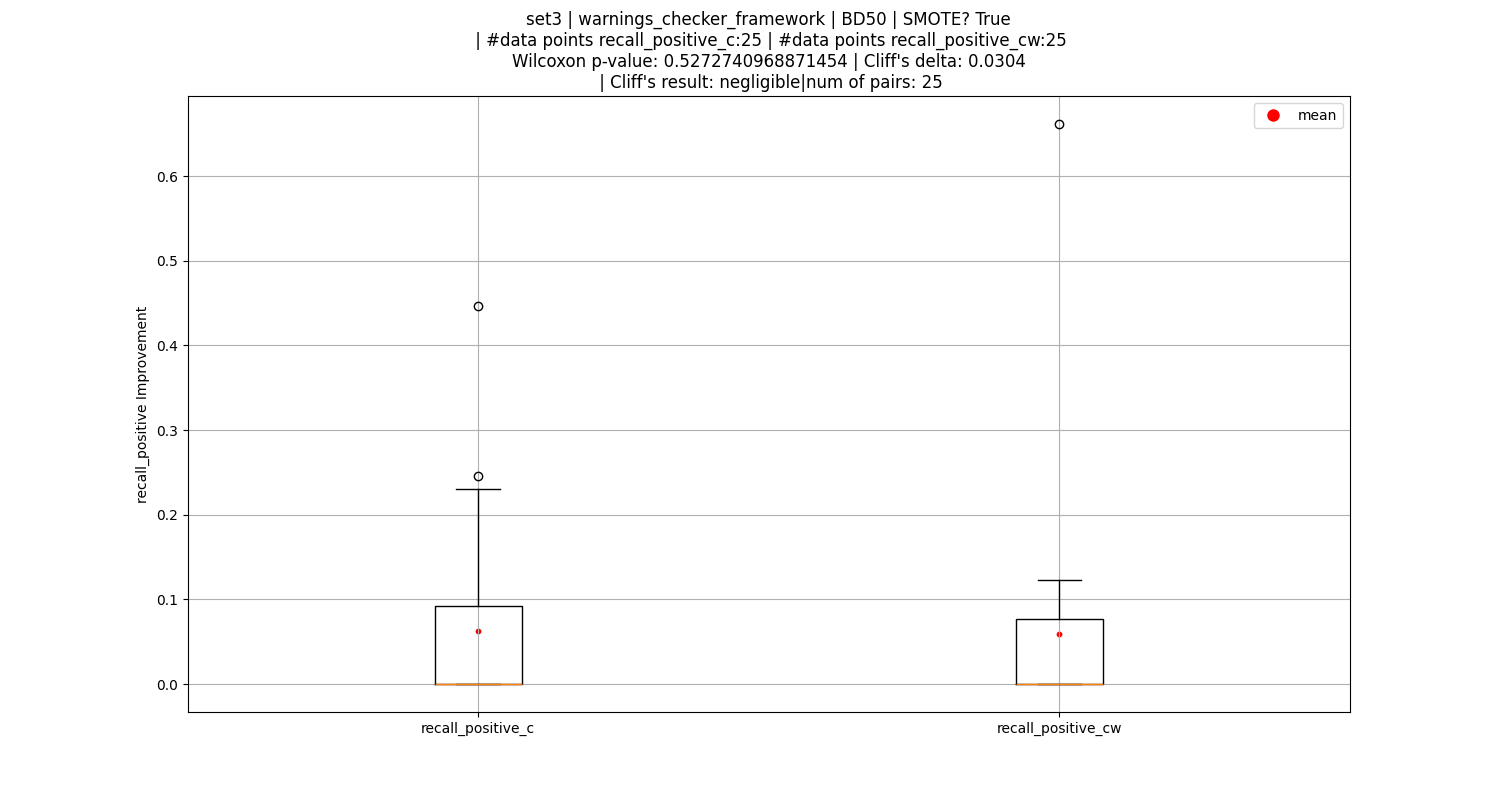 set3 | warnings_checker_framework | BD50 | SMOTE? True
| #data points recall_positive_c:25 | #data points recall_positive_cw:25
Wilcoxon p-value: 0.5272740968871454 | Cliff's delta: 0.0304
| Cliff's result: negligible|num of pairs: 25
mean
0.6
0.5
0.4
0.3
0.2
0.1
0.0
recall_positive Improvement
recall_positive_c
recall_positive_cw